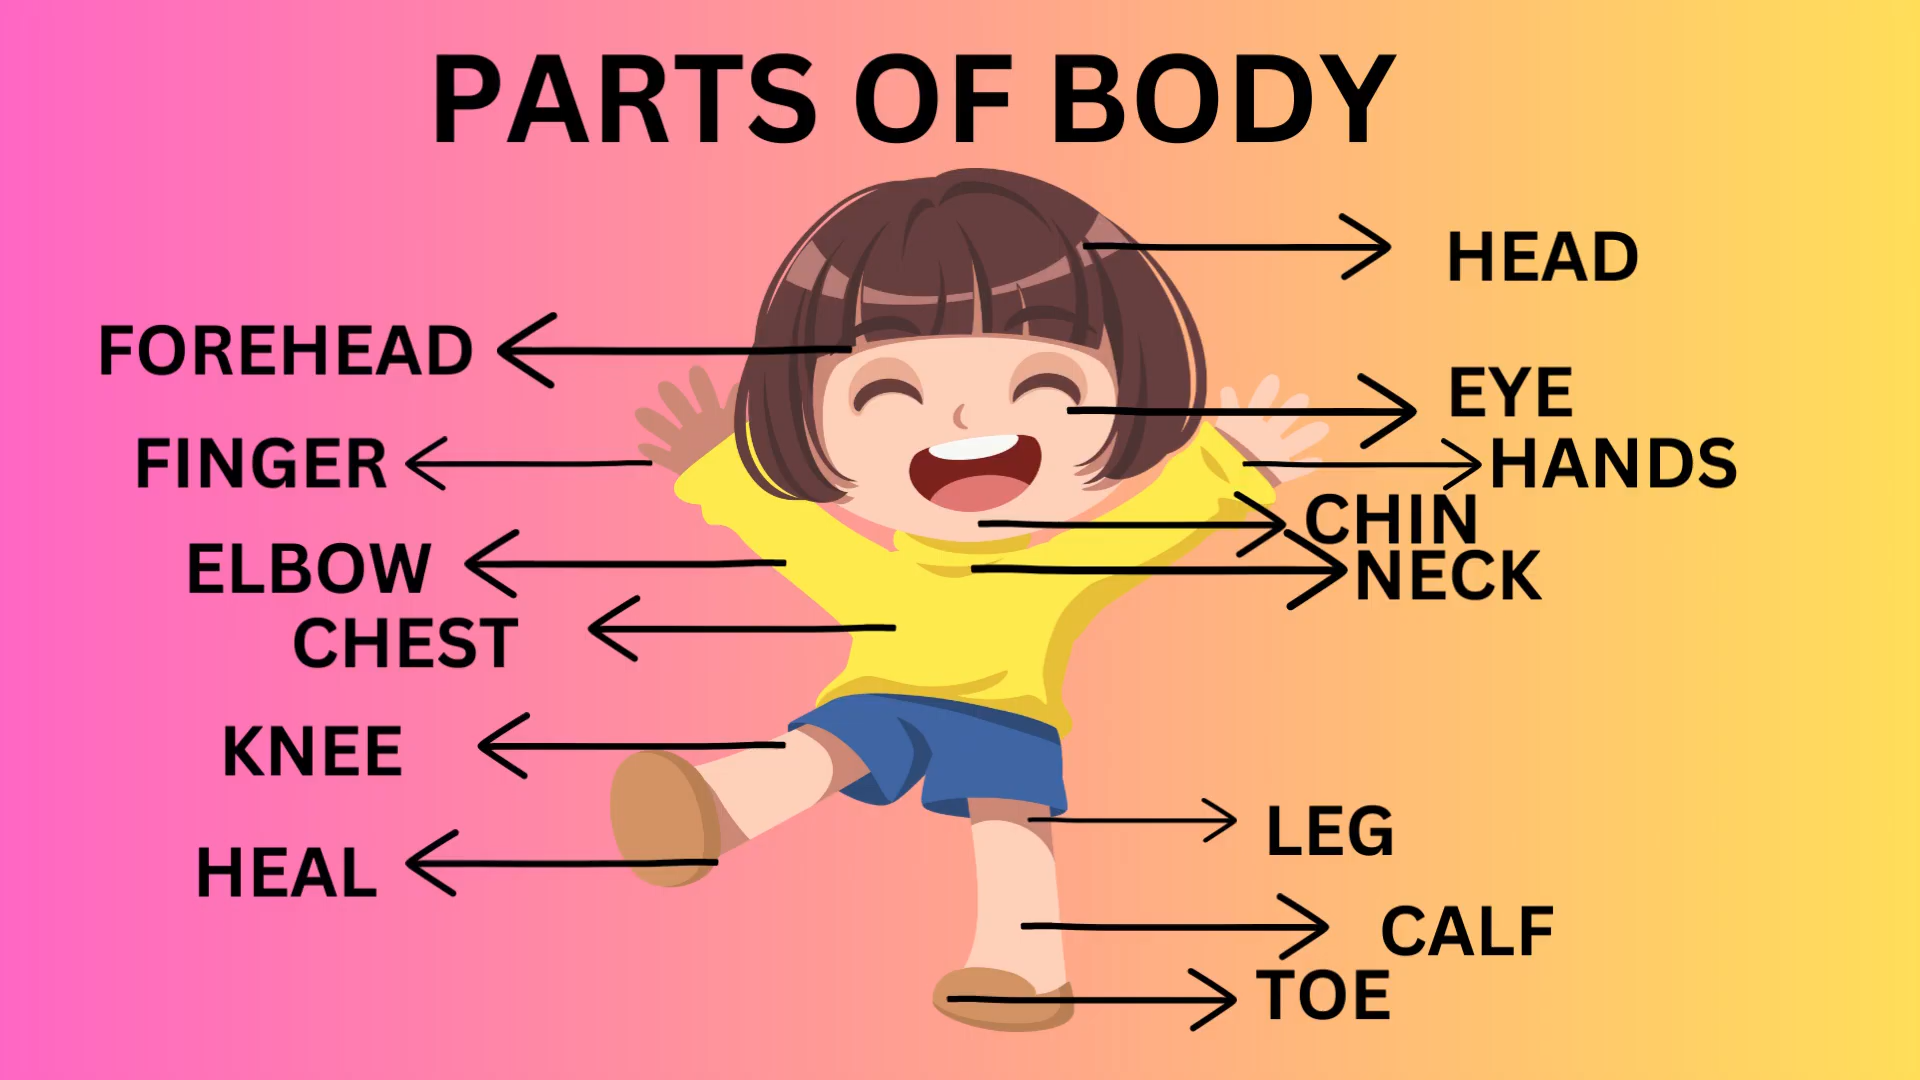 PARTS OF BODY
HEAD
FOREHEAD
EYE
FINGER
HANDS
CHIN
ELBOW
NECK
CHEST
KNEE
LEG
HEAL
CALF
TOE